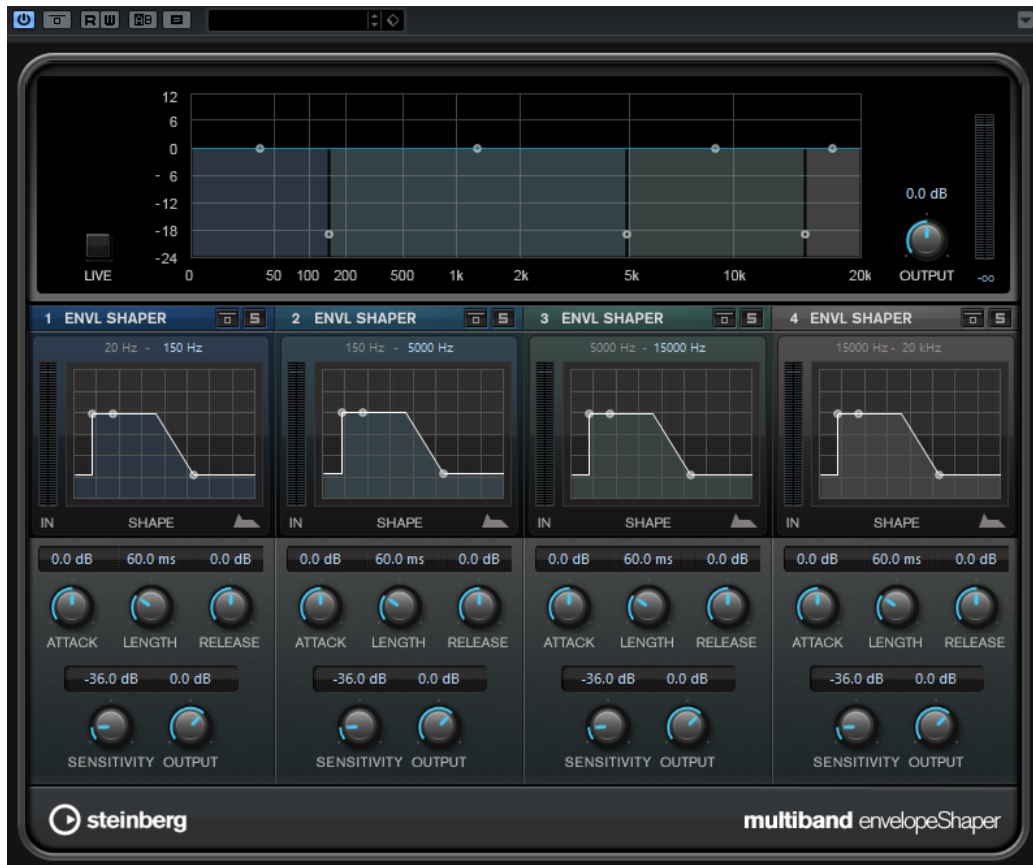 R W AB
12
6
0
- 6
-12
-18
-24
0 50 100 200 500 1k 2k 5k 10k 20k
LIVE
0.0 dB
OUTPUT
-∞
1 ENVL SHAPER S
2 ENVL SHAPER S
3 ENVL SHAPER S
4 ENVL SHAPER S
20 Hz - 150 Hz
150 Hz - 5000 Hz
5000 Hz - 15000 Hz
15000 Hz - 20 kHz
IN SHAPE
IN SHAPE
IN SHAPE
IN SHAPE
0.0 dB 60.0 ms 0.0 dB
0.0 dB 60.0 ms 0.0 dB
0.0 dB 60.0 ms 0.0 dB
0.0 dB 60.0 ms 0.0 dB
ATTACK LENGTH RELEASE
ATTACK LENGTH RELEASE
ATTACK LENGTH RELEASE
ATTACK LENGTH RELEASE
-36.0 dB 0.0 dB
-36.0 dB 0.0 dB
-36.0 dB 0.0 dB
-36.0 dB 0.0 dB
SENSITIVITY OUTPUT
SENSITIVITY OUTPUT
SENSITIVITY OUTPUT
SENSITIVITY OUTPUT
steinberg
multiband envelopeShaper